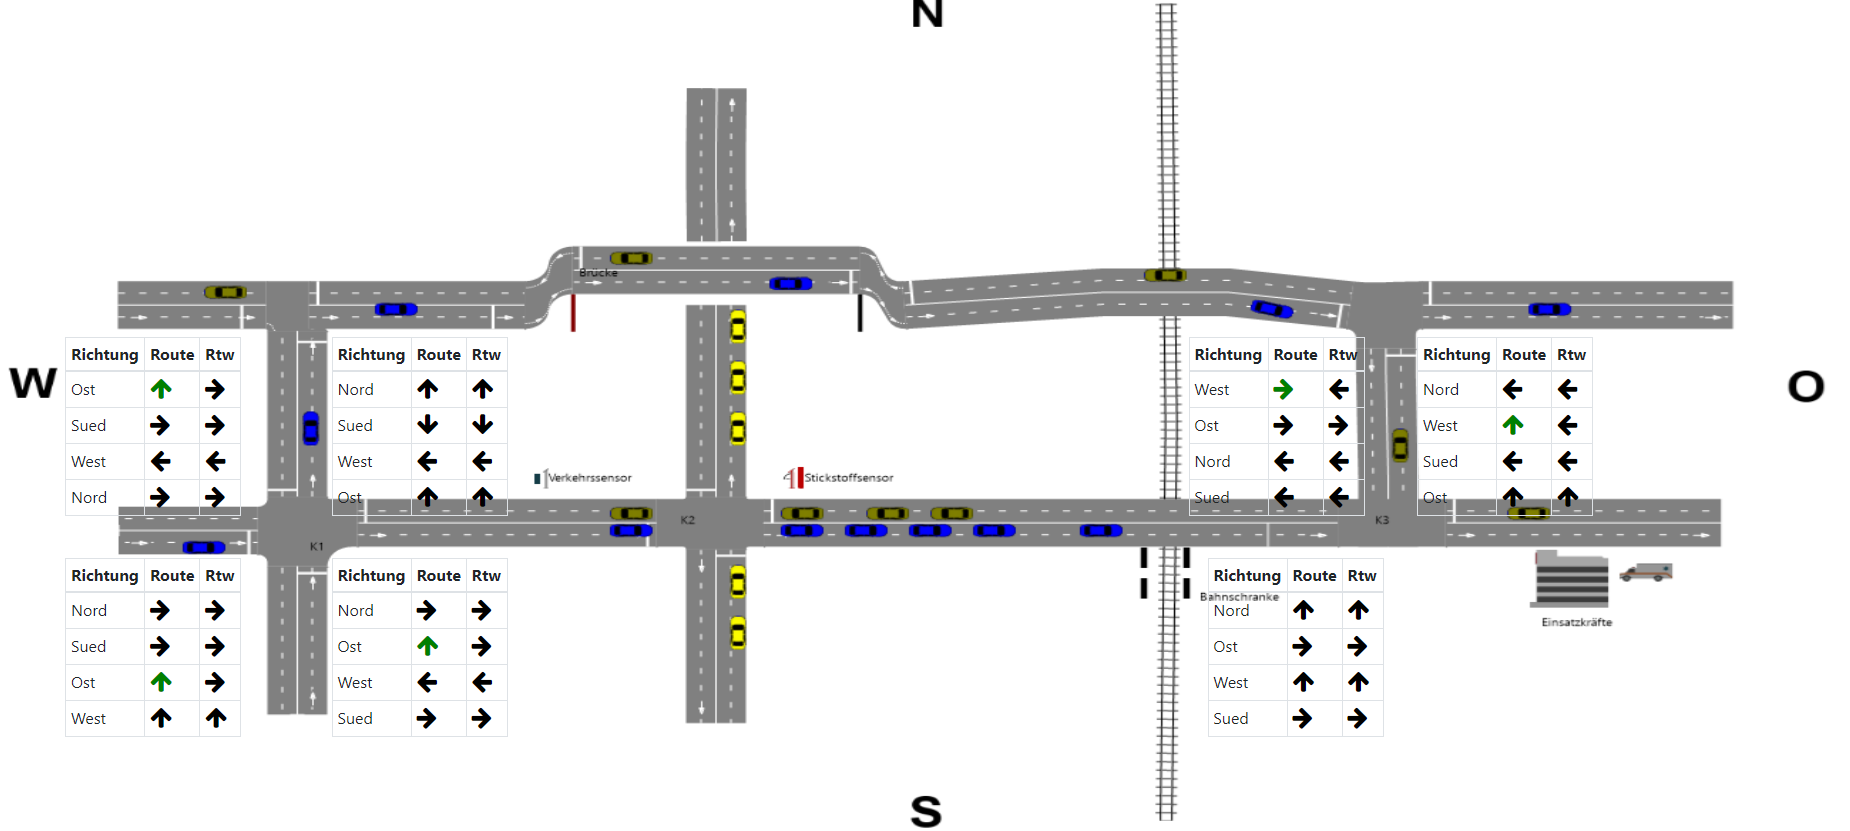 N
Brücke
W
O
Richtung Route Rtw
Ost
Sued
West
Nord
Richtung Route Rtw
Nord
Sued
West
Ost
Richtung Route Rtw
West
Ost
Nord
Sued
Richtung Route Rtw
Nord
West
Sued
Ost
Verkehrssensor
Stickstoffsensor
K1
K2
K3
Richtung Route Rtw
Nord
Sued
Ost
West
Richtung Route Rtw
Nord
Ost
West
Sued
Richtung Route Rtw
Bahnschranke
Nord
Ost
West
Sued
Einsatzkräfte
S